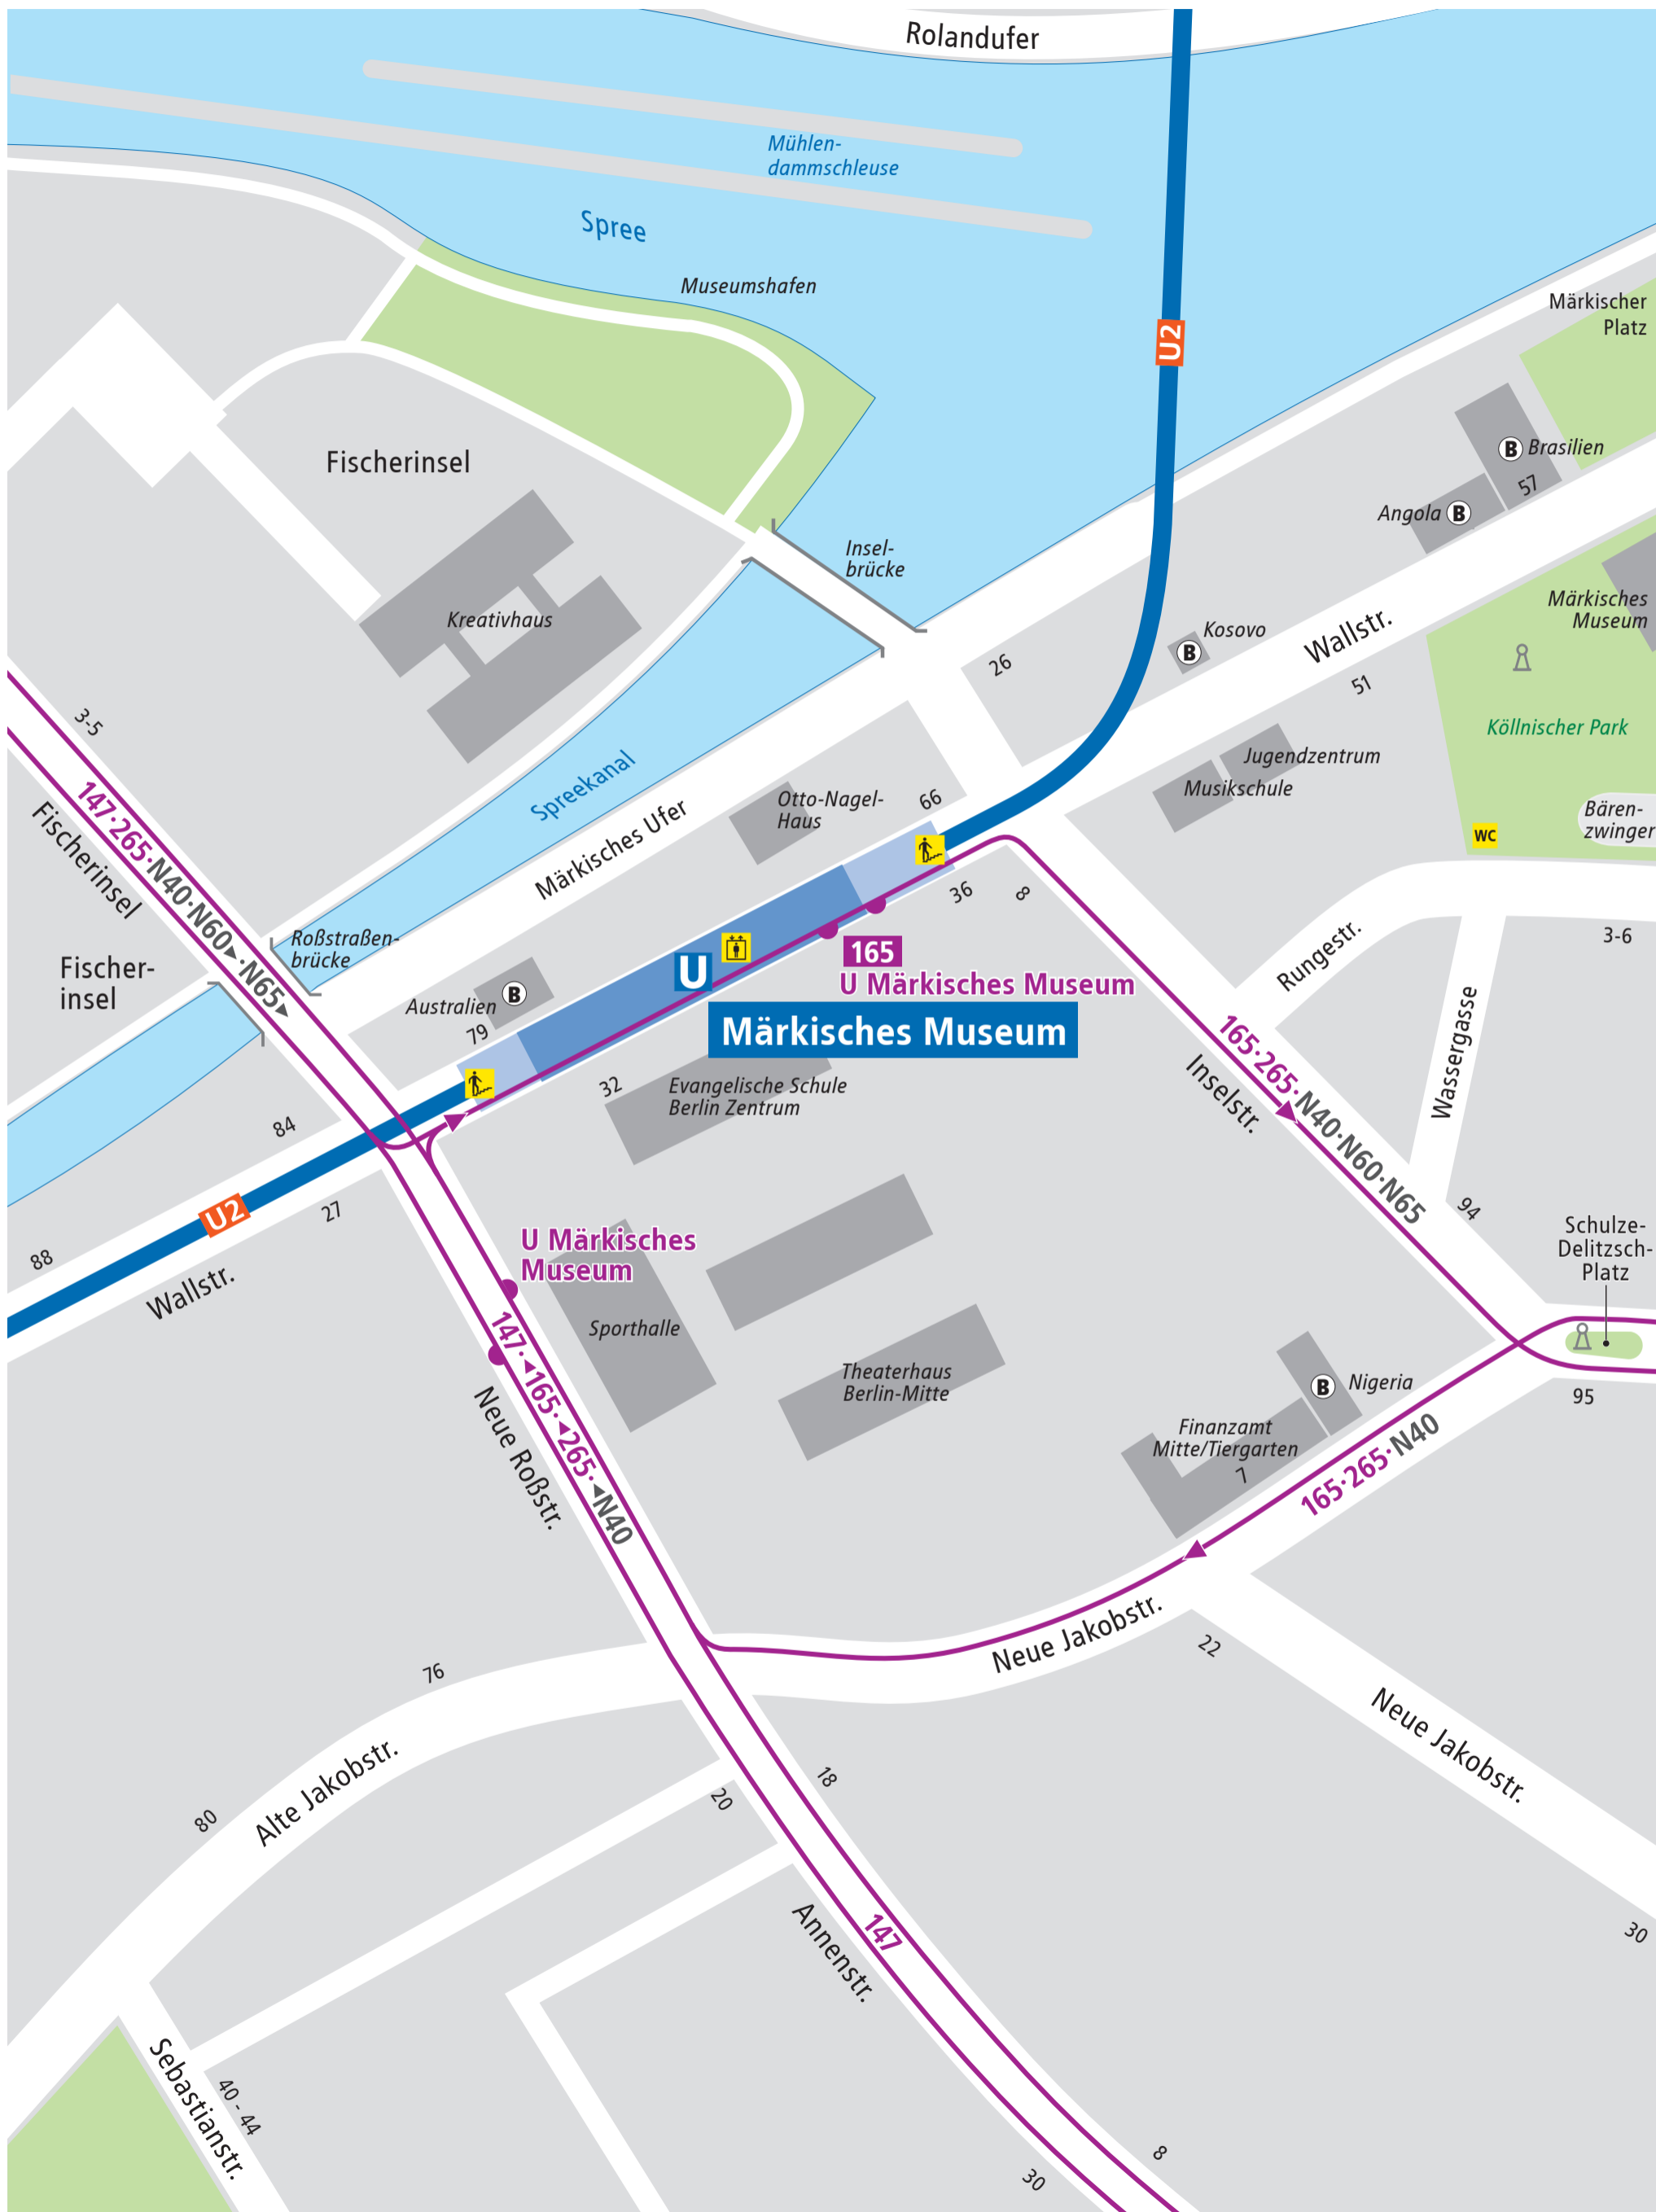 Rolandufer
Mühlen-
dammschleuse
Spree
Museumshafen
U2
Märkischer
Platz
B Brasilien
57
Angola B
Fischerinsel
Insel-
brücke
Kreativhaus
Märkisches
Museum
Kosovo
B
Wallstr.
26
51
3-5
Köllnischer Park
Jugendzentrum
Musikschule
Spreekanal
Otto-Nagel-
Haus
66
Bären-
zwinger
WC
147·265·N40·N60·N65
Fischerinsel
Märkisches Ufer
36
8
Roßstraßen-
brücke
Fischer-
insel
Rungestr.
3-6
165
U
U Märkisches Museum
Australien B
79
Märkisches Museum
Wassergasse
165·265·N40·N60·N65
Inselstr.
32
Evangelische Schule
Berlin Zentrum
84
27
U2
94
88
Wallstr.
Schulze-
Delitzsch-
Platz
U Märkisches
Museum
Sporthalle
147·165·265·N40
Neue Roßstr.
Theaterhaus
Berlin-Mitte
B Nigeria
95
Finanzamt
Mitte/Tiergarten
7
165·265·N40
Neue Jakobstr.
22
76
Neue Jakobstr.
Alte Jakobstr.
80
18
20
147
Annenstr.
30
Sebastianstr.
40 - 44
8
30